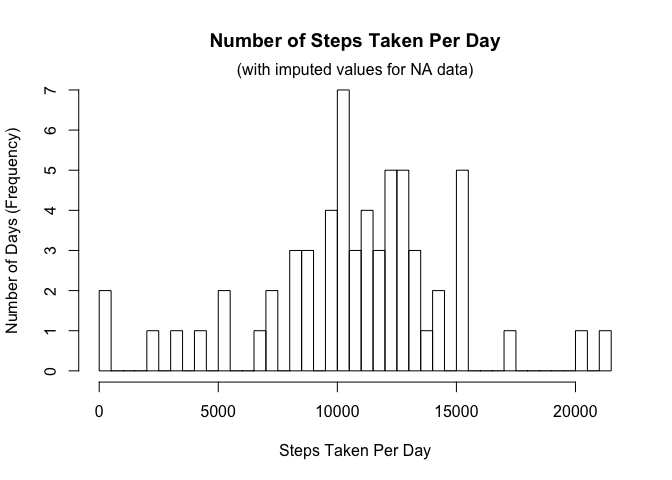 Number of Steps Taken Per Day
(with imputed values for NA data)
Number of Days (Frequency)
7
6
5
4
3
2
1
0
0 5000 10000 15000 20000
Steps Taken Per Day